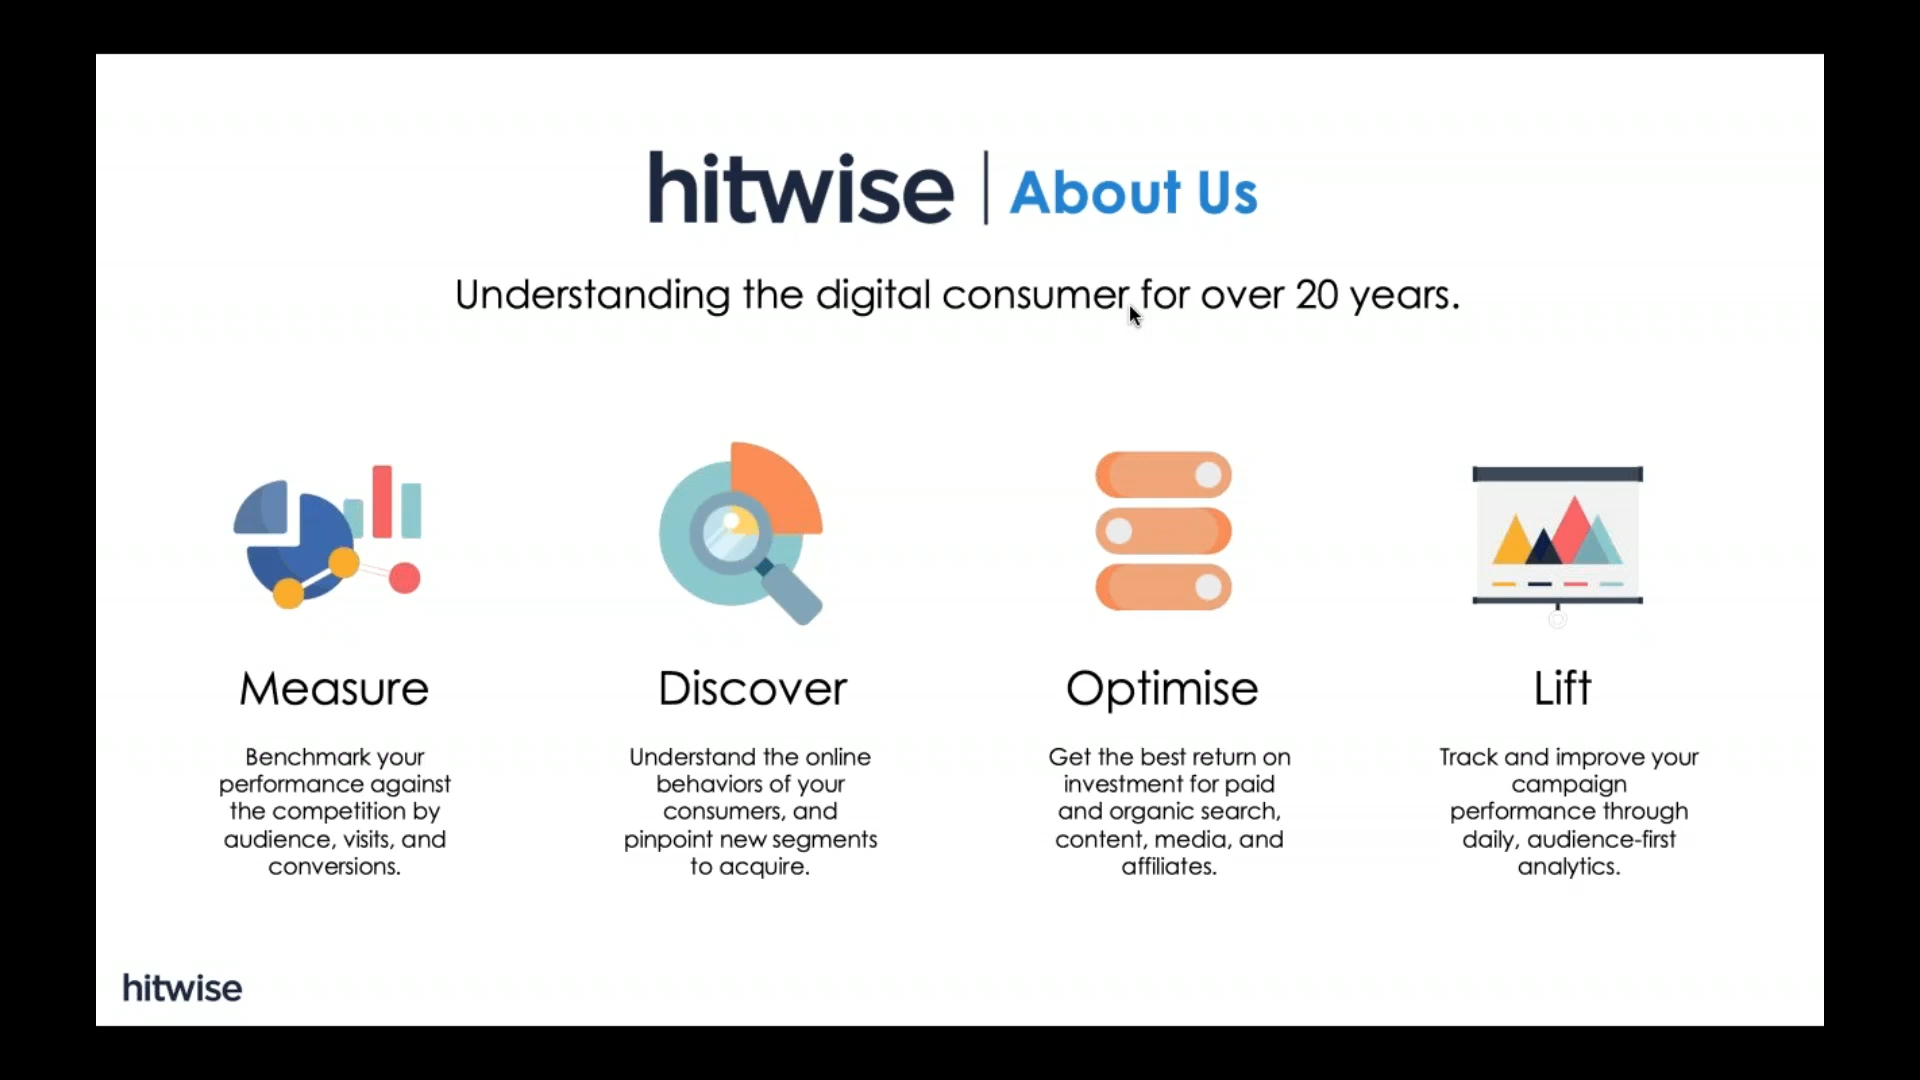 hitwise | About Us
Understanding the digital consumer for over 20 years.
Measure
Benchmark your
performance against
the competition by
audience, visits, and
conversions.
Discover
Understand the online
behaviors of your
consumers, and
pinpoint new segments
to acquire.
Optimise
Get the best return on
investment for paid
and organic search,
content, media, and
affiliates.
Lift
Track and improve your
campaign
performance through
daily, audience-first
analytics.
hitwise